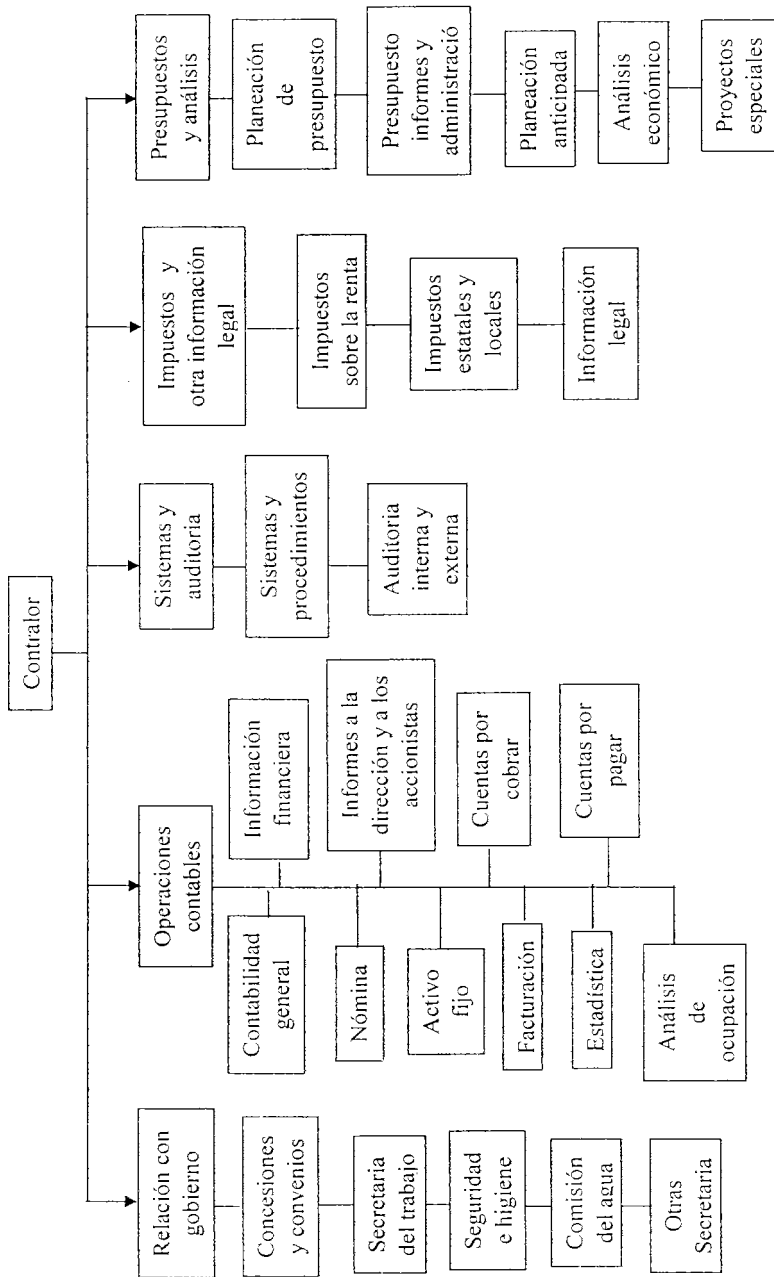 Contralor
Relación con
gobierno
Concesiones
y convenios
Secretaria
del trabajo
Seguridad
e higiene
Comisión
del agua
Otras
Secretaria
Operaciones
contables
Contabilidad
general
Información
financiera
Nómina
Informes a la
dirección y a los
accionistas
Activo
fijo
Cuentas por
cobrar
Facturación
Estadística
Cuentas por
pagar
Análisis
de
ocupación
Sistemas y
auditoria
Sistemas y
procedimientos
Auditoria
interna y
externa
Impuestos y
otra información
legal
Impuestos
sobre la renta
Impuestos
estatales y
locales
Información
legal
Presupuestos
y análisis
Planeación
de
presupuesto
Presupuesto
informes y
administració
Planeación
anticipada
Análisis
económico
Proyectos
especiales